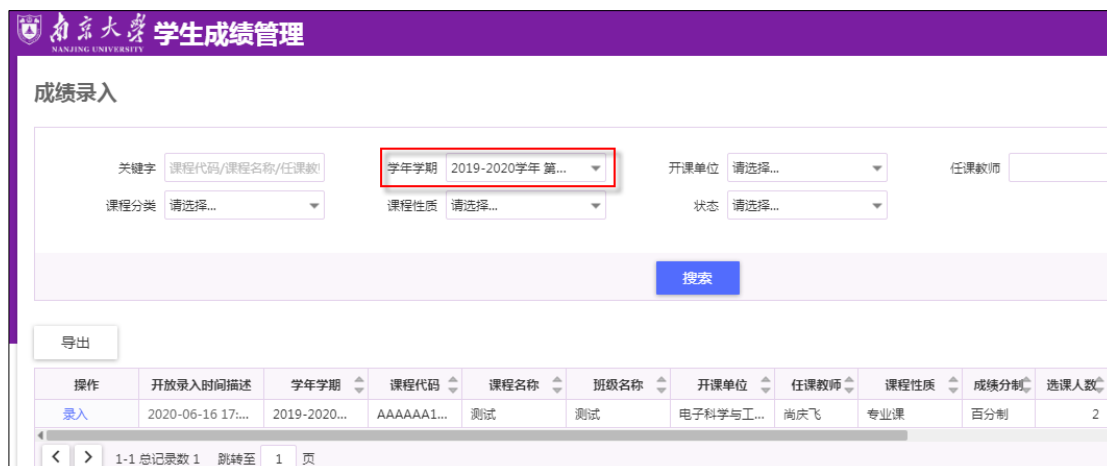 南京大学 学生成绩管理
NANJING UNIVERSITY
成绩录入
关键字 课程代码/课程名称/任课教 学年学期 2019-2020学年 第... 开课单位 请选择... 任课教师
课程分类 请选择... 课程性质 请选择... 状态 请选择...
搜索
导出
操作 开放录入时间描述 学年学期 课程代码 课程名称 班级名称 开课单位 任课教师 课程性质 成绩分制 选课人数
录入 2020-06-16 17:... 2019-2020... AAAAAA1... 测试 测试 电子科学与工... 尚庆飞 专业课 百分制 2
1-1 总记录数 1 跳转至 1 页